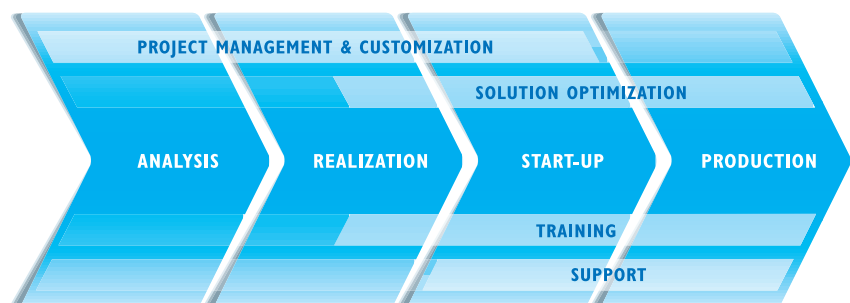 PROJECT MANAGEMENT & CUSTOMIZATION
SOLUTION OPTIMIZATION
ANALYSIS REALIZATION START-UP PRODUCTION
TRAINING
SUPPORT